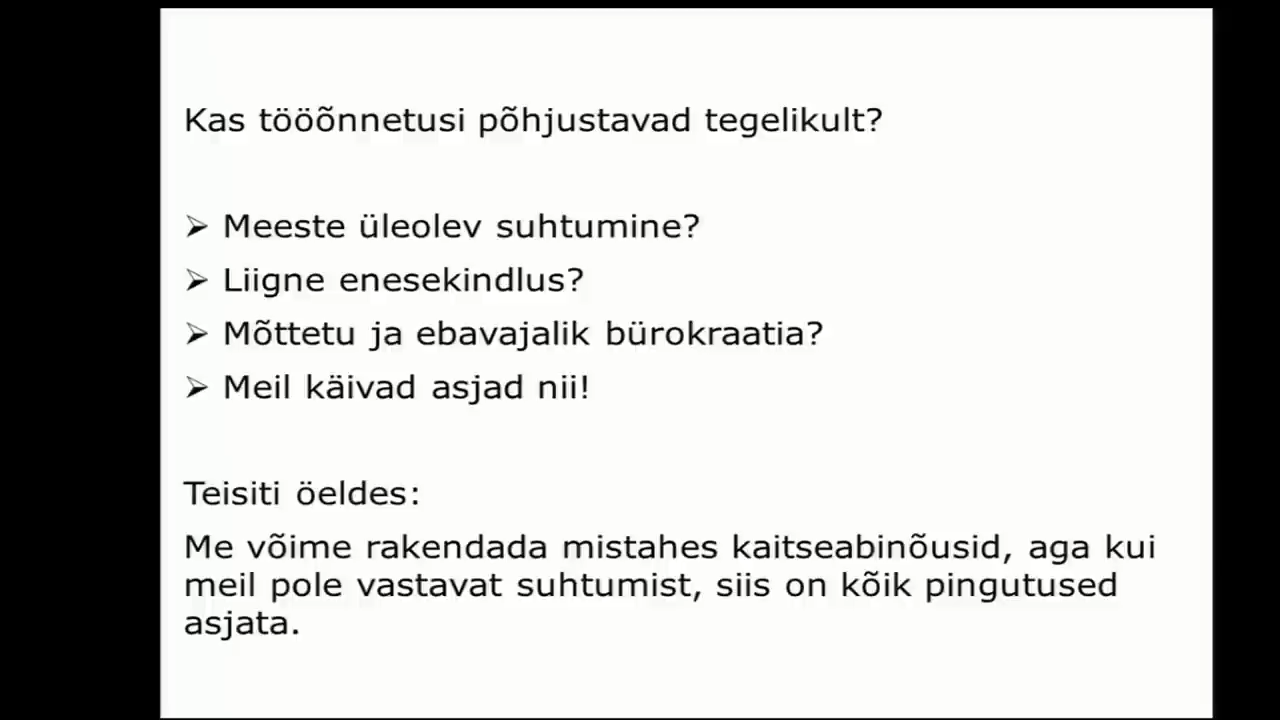 Kas tööõnnetusi põhjustavad tegelikult?
➢ Meeste üleolev suhtumine?
➢ Liigne enesekindlus?
➢ Mõttetu ja ebavajalik bürokraatia?
➢ Meil käivad asjad nii!
Teisiti öeldes:
Me võime rakendada mistahes kaitseabinõusid, aga kui
meil pole vastavat suhtumist, siis on kõik pingutused
asjata.